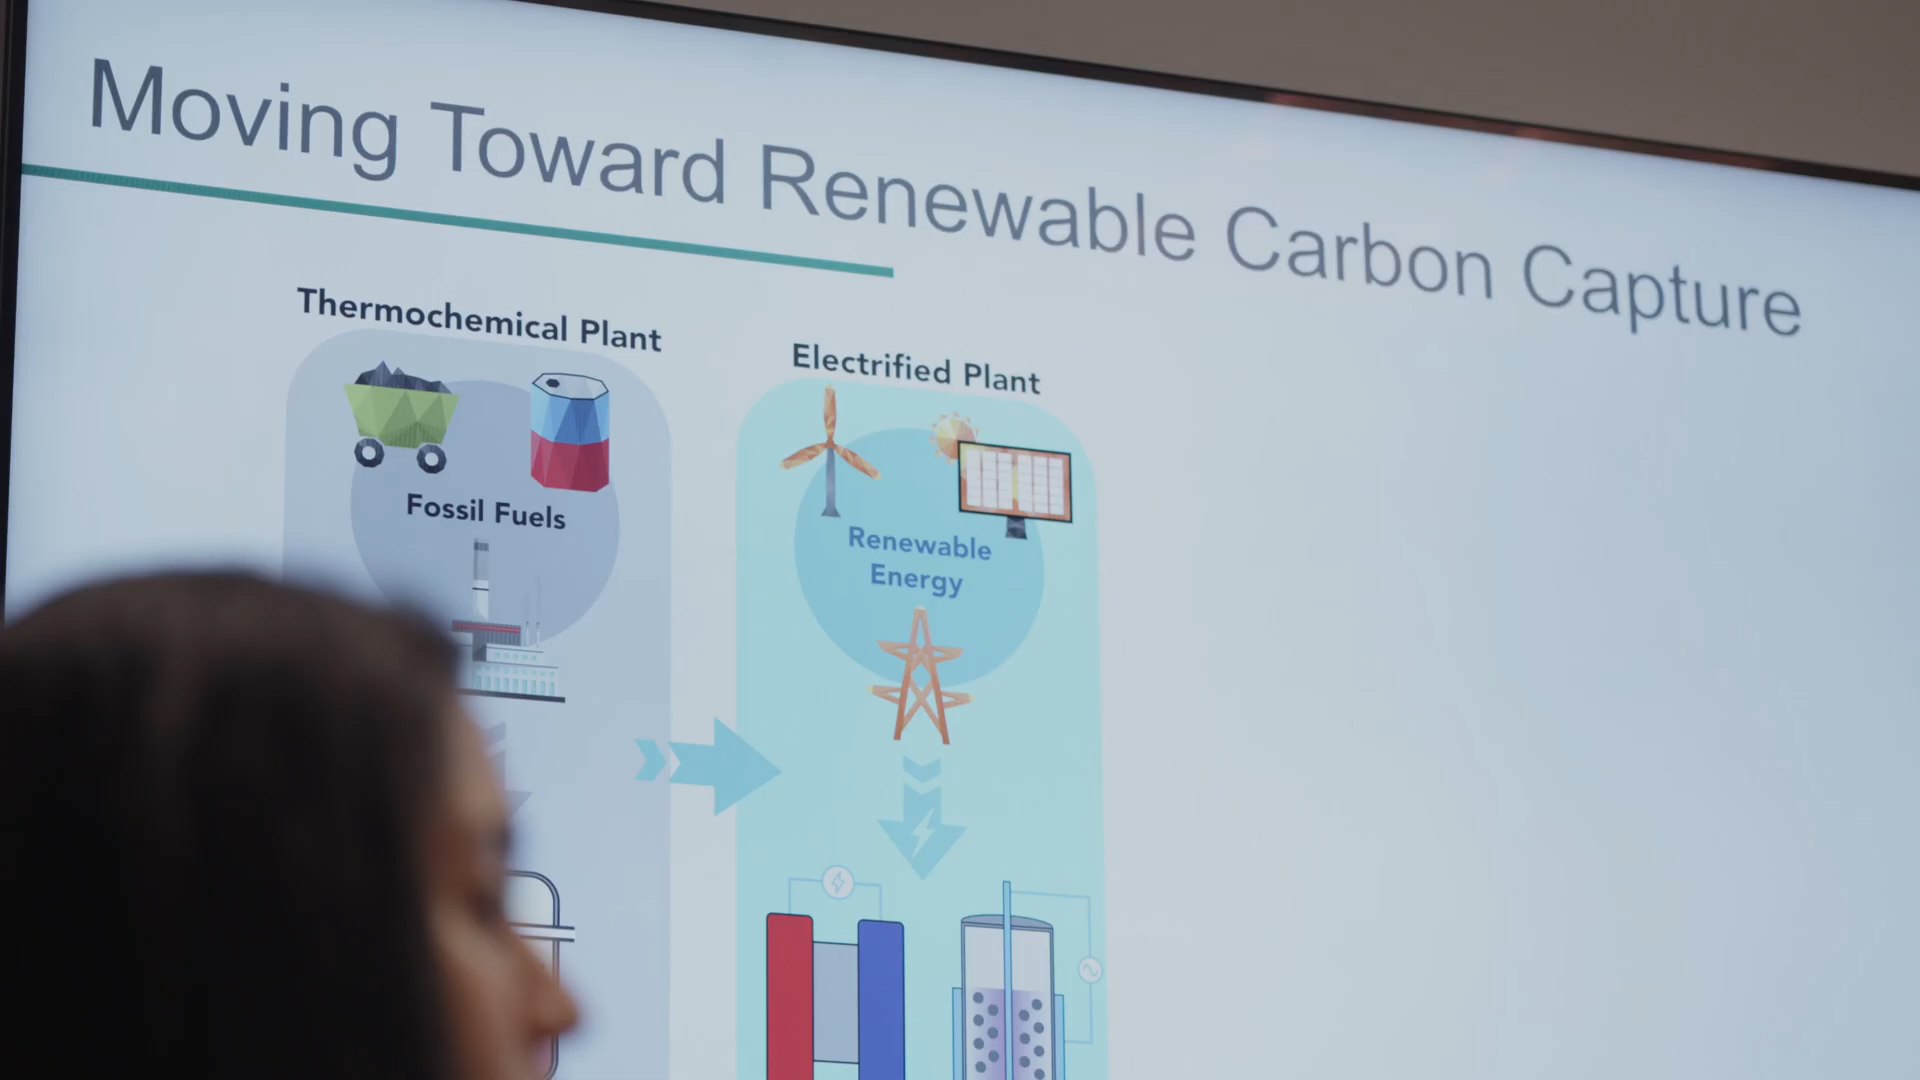 Moving Toward Renewable Carbon Capture
Thermochemical Plant
Fossil Fuels
Electrified Plant
Renewable
Energy